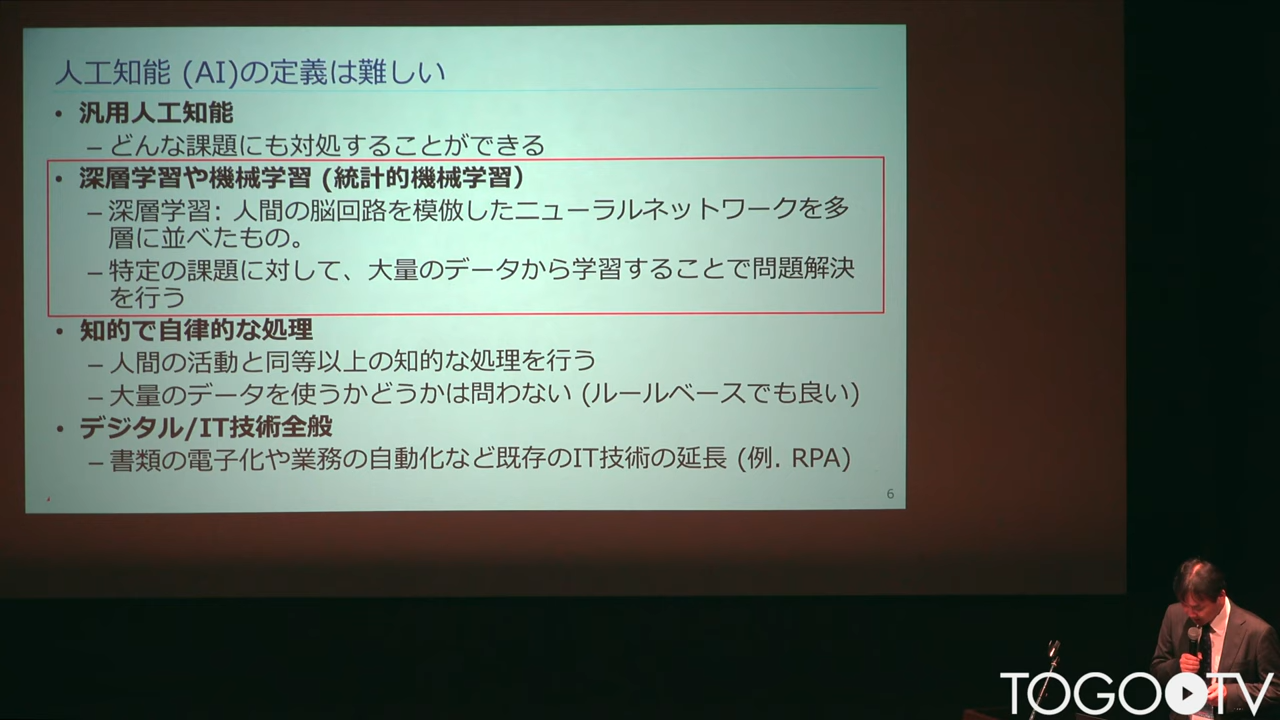 人工知能 (AI)の定義は難しい
• 汎用人工知能
– どんな課題にも対処することができる
• 深層学習や機械学習 (統計的機械学習）
– 深層学習: 人間の脳回路を模倣したニューラルネットワークを多
層に並べたもの。
– 特定の課題に対して、大量のデータから学習することで問題解決
を行う
• 知的で自律的な処理
– 人間の活動と同等以上の知的な処理を行う
– 大量のデータを使うかどうかは問わない (ルールベースでも良い)
• デジタル/IT技術全般
– 書類の電子化や業務の自動化など既存のIT技術の延長 (例. RPA)
6
TOGOTV